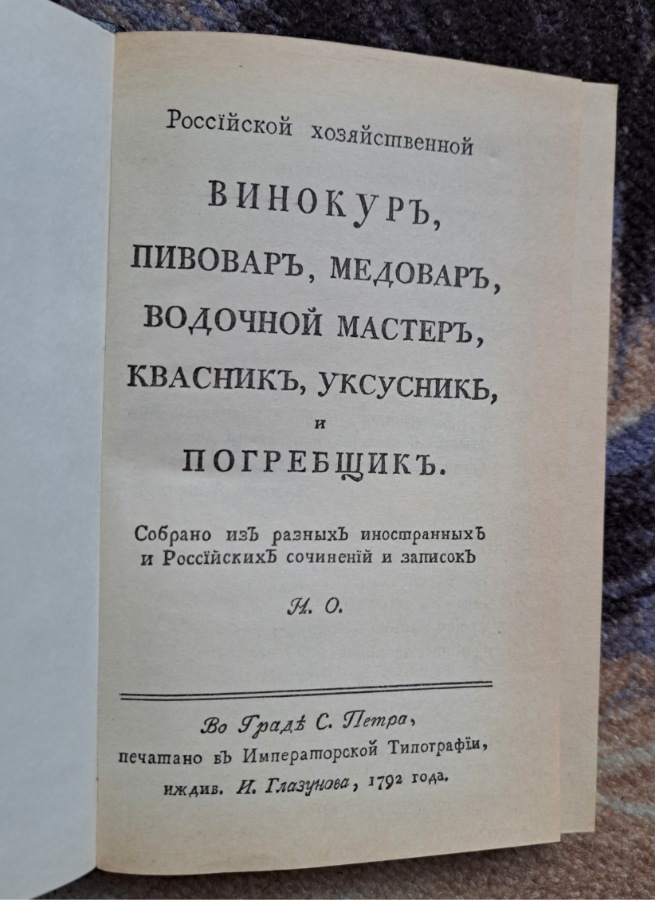 Россїйской хозяйственной
ВИНОКУРЪ,
ПИВОВАРЪ, МЕДОВАРЪ,
ВОДОЧНОЙ МАСТЕРЪ,
КВАСНИКЪ, УКСУСНИКЬ,
и
ПОГРЕБЩИКЪ.
Собрано изЪ разныхЪ иностранныхЪ
и РоссїйскихЪ сочиненїй и записокЪ
Н. О.
Во Градѣ С. Петра,
печатано вЪ Императорской Типографїи,
иждив. И. Глазунова, 1792 года.